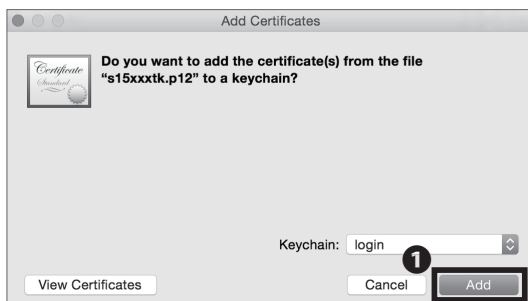 Add Certificates
Certificate
Standard
Do you want to add the certificate(s) from the file
“s15xxxtk.p12” to a keychain?
Keychain: login
1
View Certificates Cancel Add